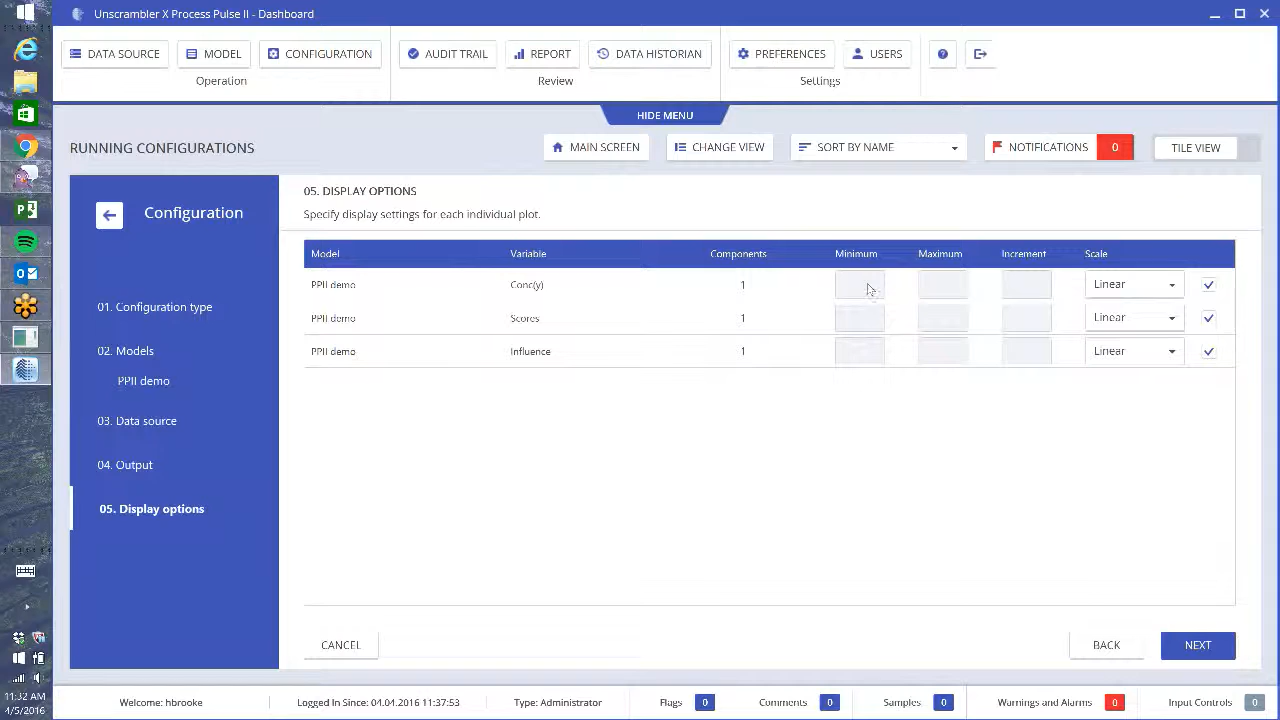 Unscrambler X Process Pulse II - Dashboard
DATA SOURCE MODEL CONFIGURATION AUDIT TRAIL REPORT DATA HISTORIAN PREFERENCES USERS
Operation Review Settings
HIDE MENU
RUNNING CONFIGURATIONS MAIN SCREEN CHANGE VIEW SORT BY NAME NOTIFICATIONS 0 TILE VIEW
Configuration
01. Configuration type
02. Models
PPII demo
03. Data source
04. Output
05. Display options
05. DISPLAY OPTIONS
Specify display settings for each individual plot.
Model Variable Components Minimum Maximum Increment Scale
PPII demo Conc(y) 1 Linear
PPII demo Scores 1 Linear
PPII demo Influence 1 Linear
CANCEL BACK NEXT
Welcome: hbrooke Logged In Since: 04.04.2016 11:37:53 Type: Administrator Flags 0 Comments 0 Samples 0 Warnings and Alarms 0 Input Controls 0
11:32 AM
4/5/2016